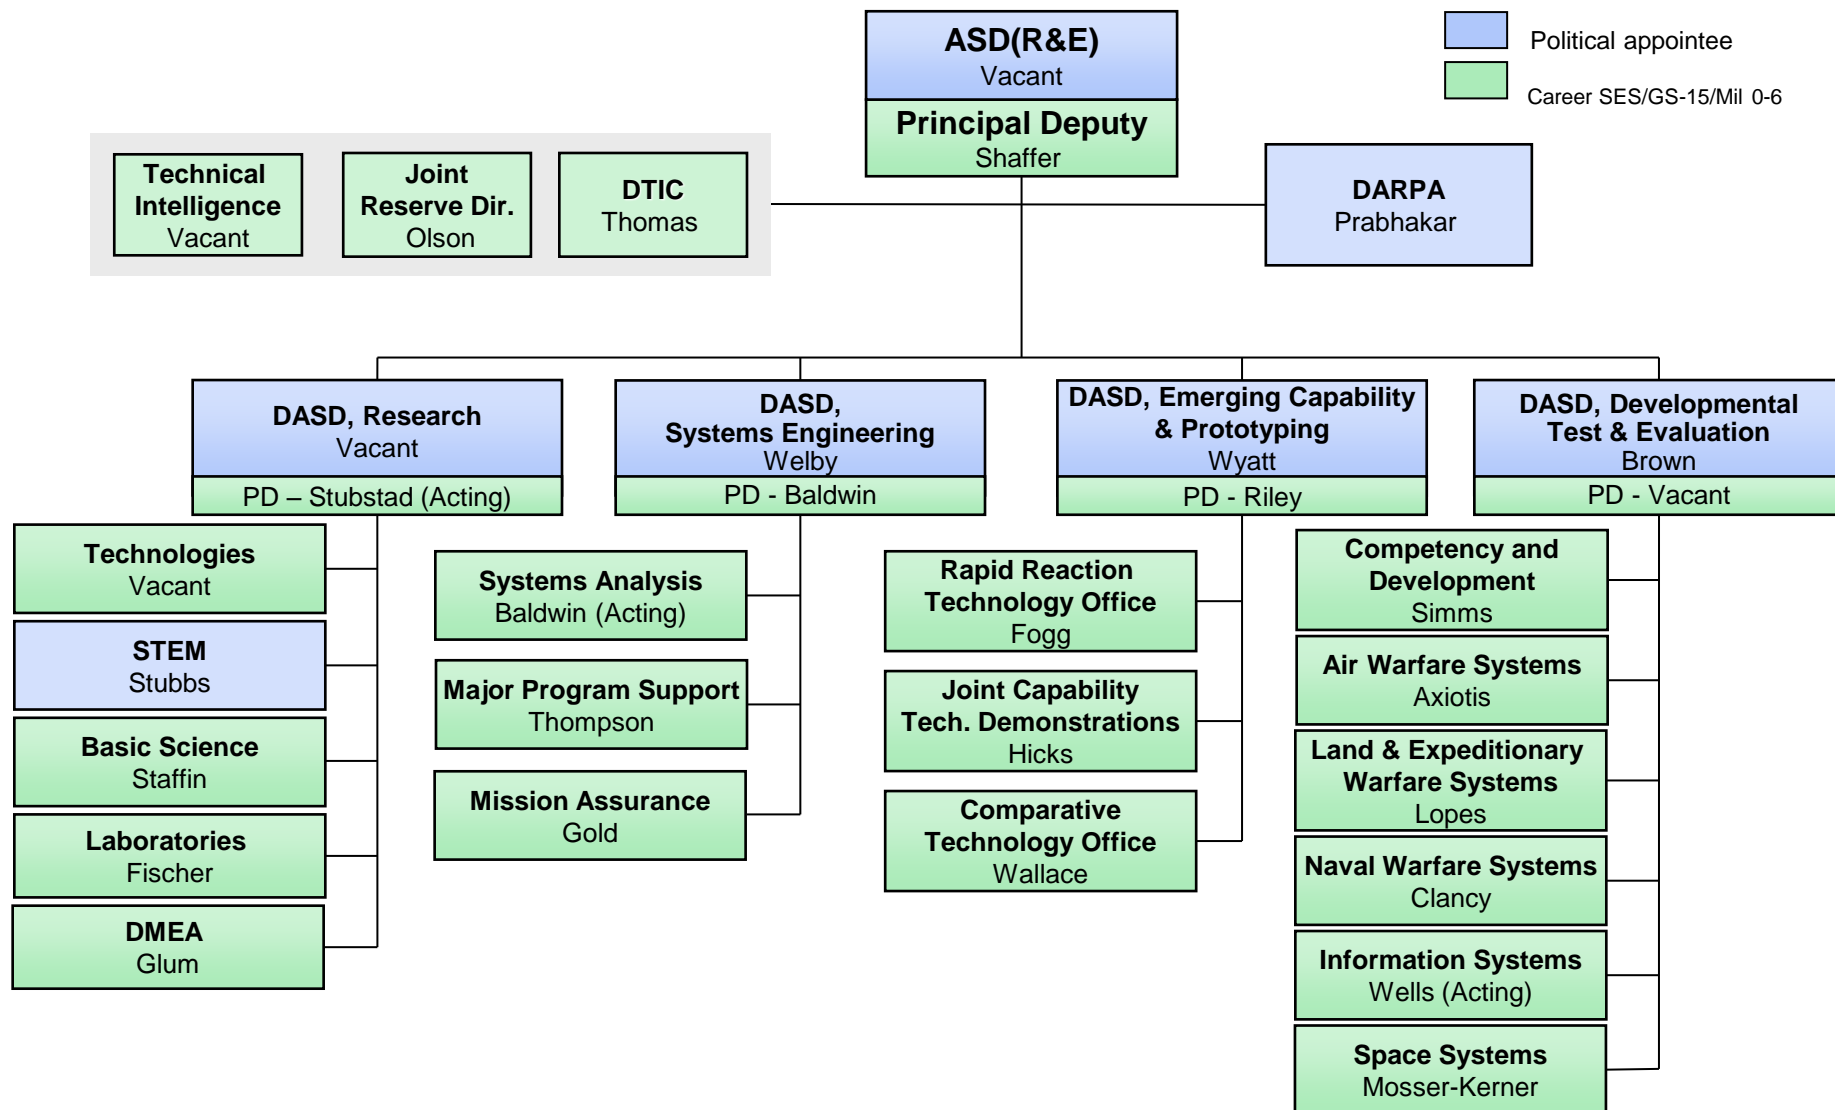 ASD(R&E)
Vacant
Principal Deputy
Shaffer
Political appointee
Career SES/GS-15/Mil 0-6
Technical
Intelligence
Vacant
Joint
Reserve Dir.
Olson
DTIC
Thomas
DARPA
Prabhakar
DASD, Research
Vacant
PD – Stubstad (Acting)
DASD,
Systems Engineering
Welby
PD - Baldwin
DASD, Emerging Capability
& Prototyping
Wyatt
PD - Riley
DASD, Developmental
Test & Evaluation
Brown
PD - Vacant
Technologies
Vacant
STEM
Stubbs
Basic Science
Staffin
Laboratories
Fischer
DMEA
Glum
Systems Analysis
Baldwin (Acting)
Major Program Support
Thompson
Mission Assurance
Gold
Rapid Reaction
Technology Office
Fogg
Joint Capability
Tech. Demonstrations
Hicks
Comparative
Technology Office
Wallace
Competency and
Development
Simms
Air Warfare Systems
Axiotis
Land & Expeditionary
Warfare Systems
Lopes
Naval Warfare Systems
Clancy
Information Systems
Wells (Acting)
Space Systems
Mosser-Kerner